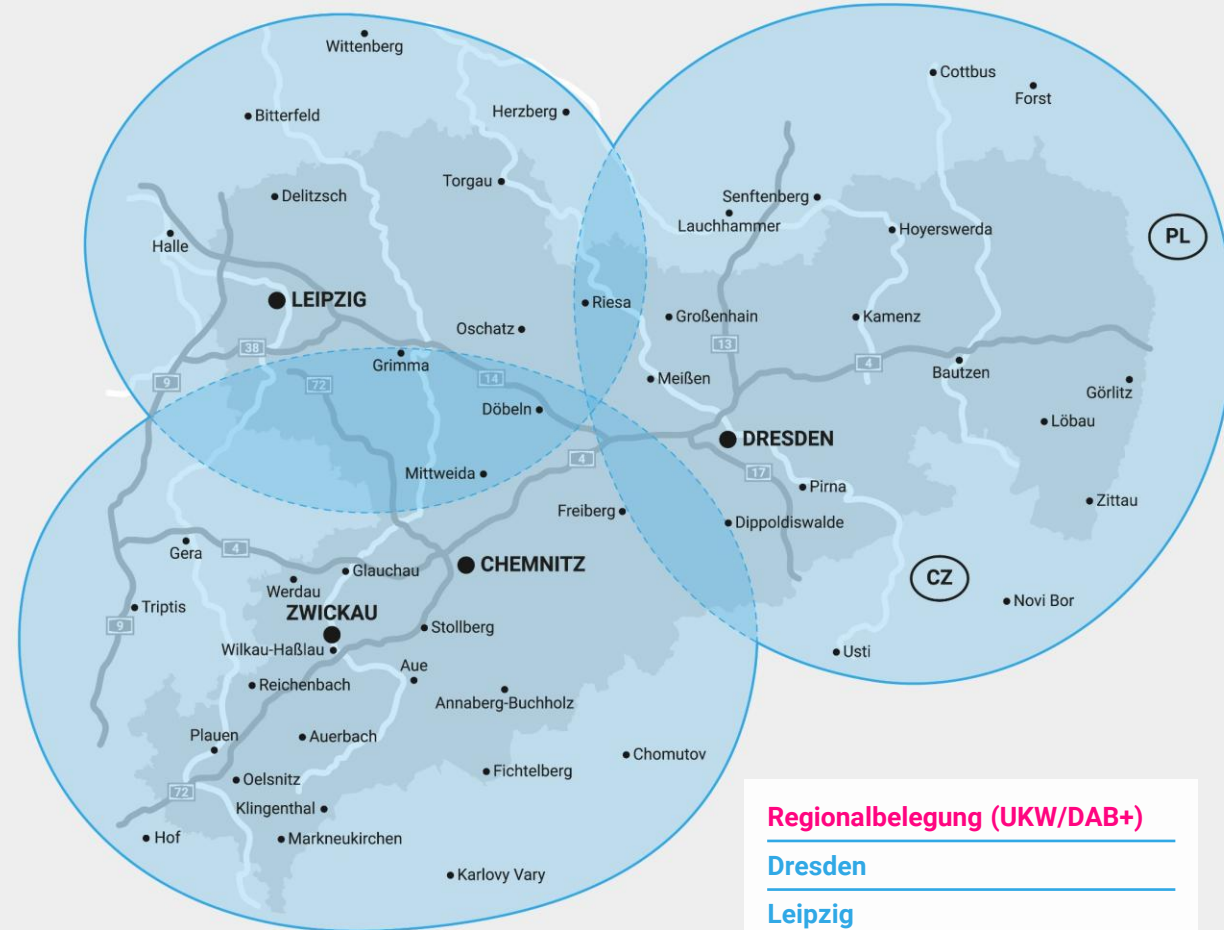 Wittenberg
Cottbus
Forst
Bitterfeld
Herzberg
Torgau
Delitzsch
Senftenberg
Lauchhammer
Hoyerswerda
Halle
PL
LEIPZIG
Riesa
Großenhain
Kamenz
Oschatz
38
13
Grimma
4
Bautzen
9
72
14
Meißen
Görlitz
Döbeln
Löbau
DRESDEN
4
17
Mittweida
Pirna
Zittau
Freiberg
Dippoldiswalde
Gera
4
CHEMNITZ
Glauchau
Werdau
CZ
Triptis
ZWICKAU
Novi Bor
9
Stollberg
Wilkau-Haßlau
Usti
Aue
Reichenbach
Annaberg-Buchholz
Plauen
Auerbach
Chomutov
Fichtelberg
Oelsnitz
72
Klingenthal
Hof
Markneukirchen
Karlovy Vary
Regionalbelegung (UKW/DAB+)
Dresden
Leipzig